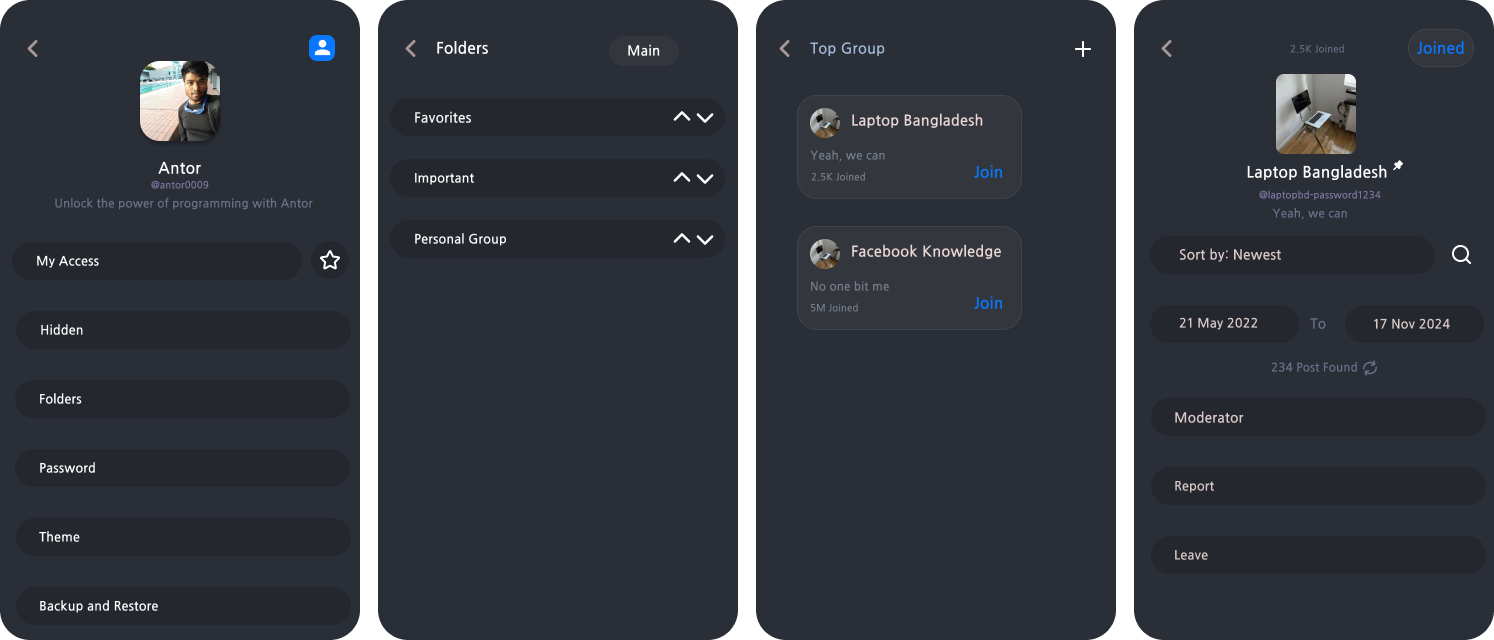 Antor
@antor0009
Unlock the power of programming with Antor
My Access
Hidden
Folders
Password
Theme
Backup and Restore
Folders
Main
Favorites
Important
Personal Group
Top Group
Laptop Bangladesh
Yeah, we can
2.5K Joined
Join
Facebook Knowledge
No one bit me
5M Joined
Join
2.5K Joined
Joined
Laptop Bangladesh
@laptopbd-password1234
Yeah, we can
Sort by: Newest
21 May 2022
To
17 Nov 2024
234 Post Found
Moderator
Report
Leave